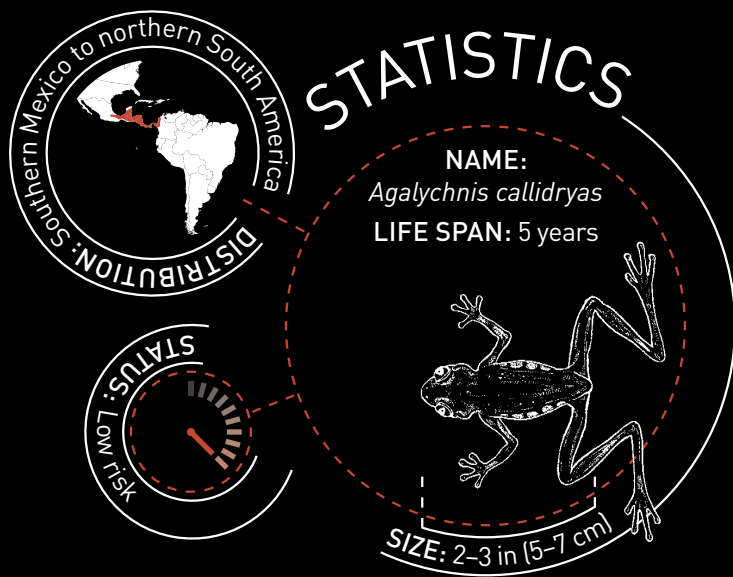 STATISTICS
DISTRIBUTION: Southern Mexico to northern South America
NAME:
Agalychnis callidryas
LIFE SPAN: 5 years
STATUS: Low risk
SIZE: 2–3 in (5–7 cm)